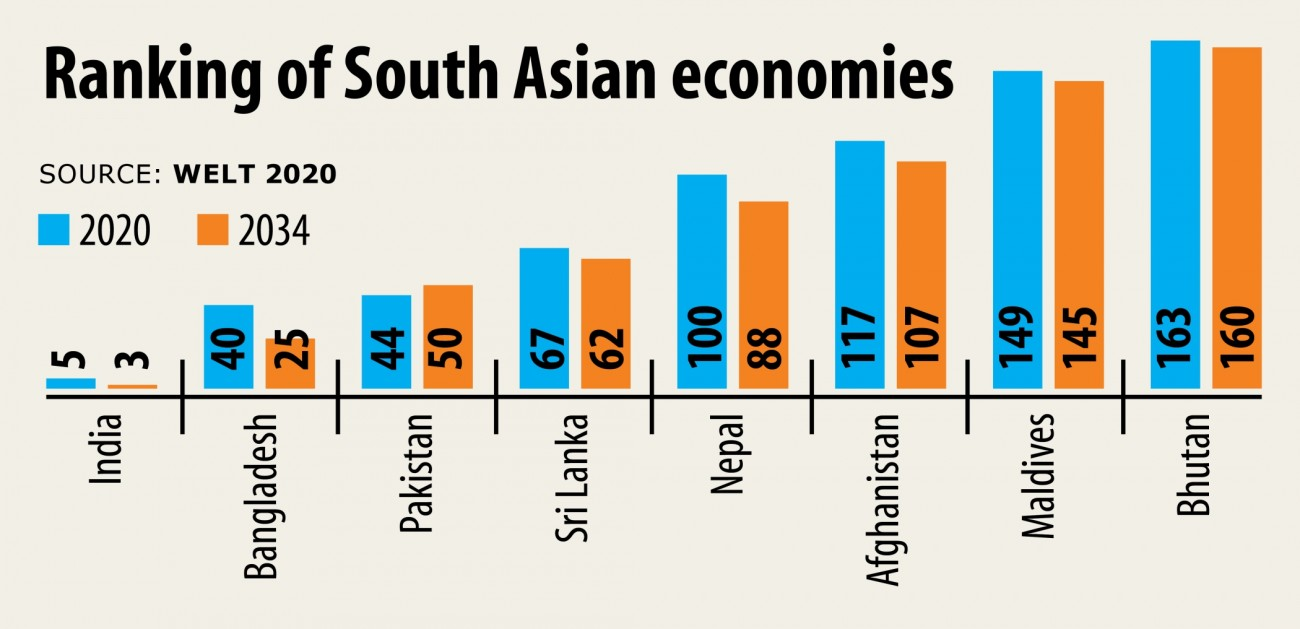 Ranking of South Asian economies
SOURCE: WELT 2020
2020 2034
5 3 40 25 44 50 67 62 100 88 117 107 149 145 163 160
India Bangladesh Pakistan Sri Lanka Nepal Afghanistan Maldives Bhutan